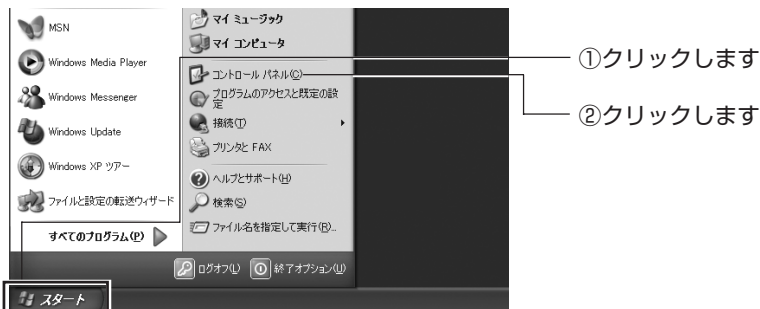 MSN
Windows Media Player
Windows Messenger
Windows Update
Windows XP ツアー
ファイルと設定の転送ウィザード
すべてのプログラム(P)
マイ ミュージック
マイ コンピュータ
コントロール パネル(C)
プログラムのアクセスと既定の設
定
接続(T)
プリンタと FAX
ヘルプとサポート(H)
検索(S)
ファイル名を指定して実行(R)...
ログオフ(L)
終了オプション(U)
スタート
①クリックします
②クリックします